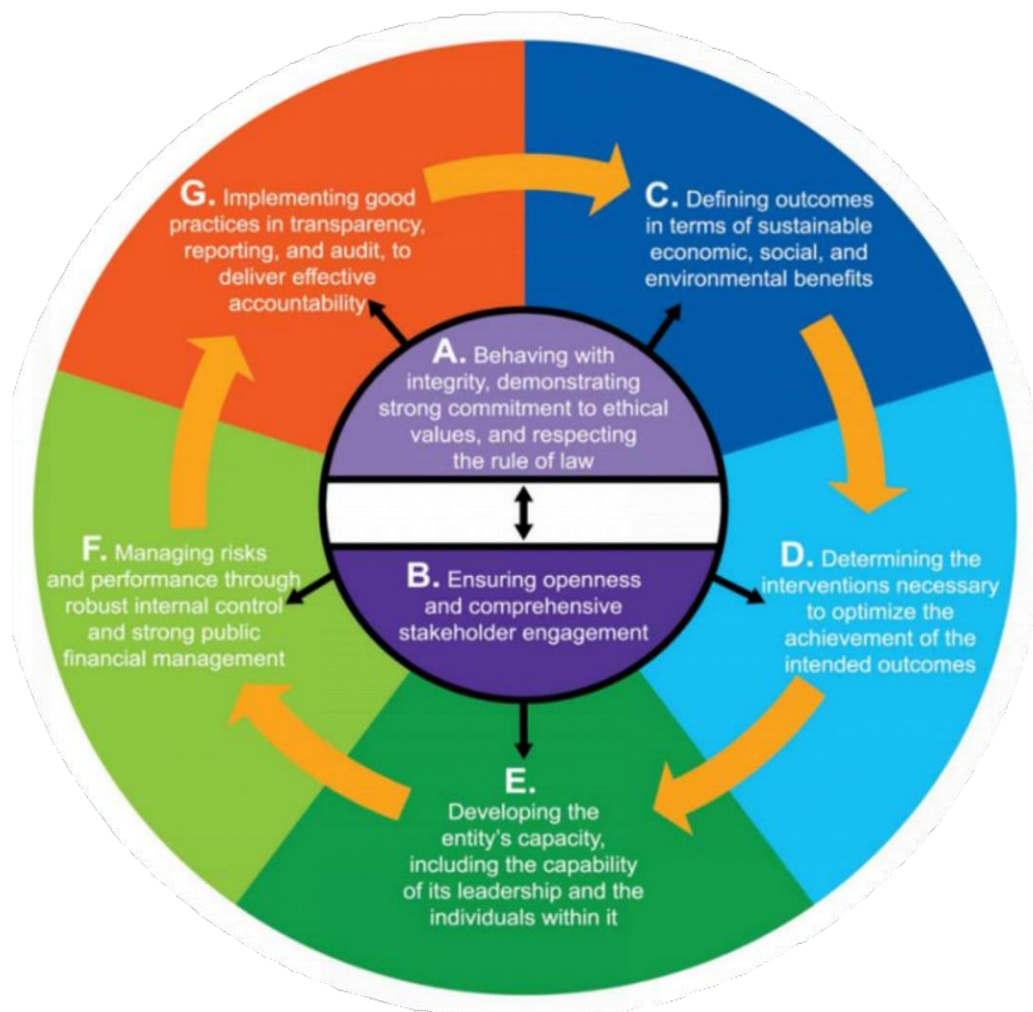 A. Behaving with
integrity, demonstrating
strong commitment to ethical
values, and respecting
the rule of law
B. Ensuring openness
and comprehensive
stakeholder engagement
C. Defining outcomes
in terms of sustainable
economic, social, and
environmental benefits
D. Determining the
interventions necessary
to optimize the
achievement of the
intended outcomes
E.
Developing the
entity's capacity,
including the capability
of its leadership and the
individuals within it
F. Managing risks
and performance through
robust internal control
and strong public
financial management
G. Implementing good
practices in transparency,
reporting, and audit, to
deliver effective
accountability